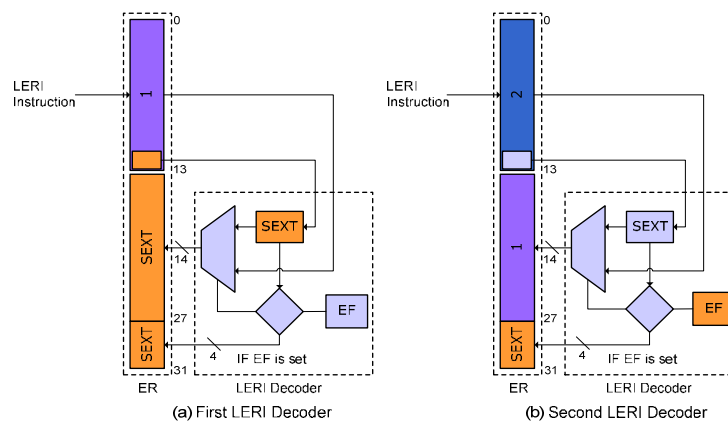 0
LERI
Instruction
1
13
SEXT
SEXT
14
EF
27
SEXT
4
IF EF is set
31
ER
LERI Decoder
(a) First LERI Decoder
0
LERI
Instruction
2
13
SEXT
1
14
EF
27
SEXT
4
IF EF is set
31
ER
LERI Decoder
(b) Second LERI Decoder